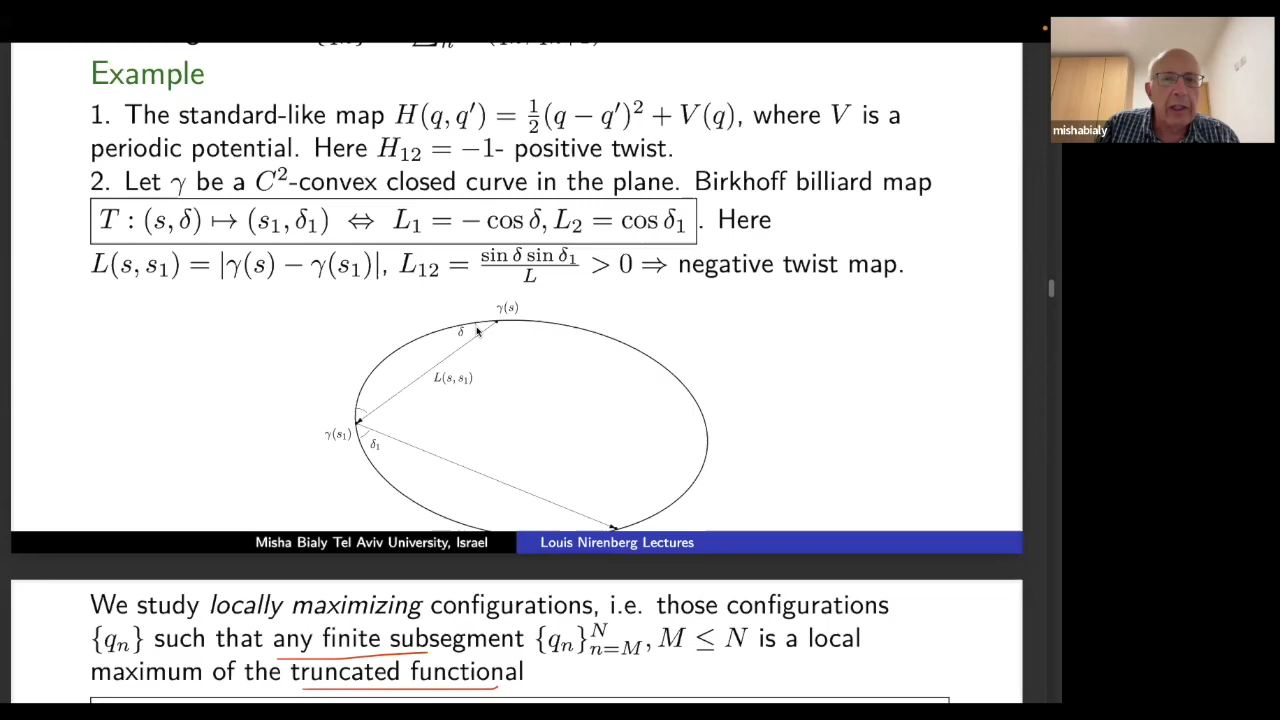 Example
1. The standard-like map H(q, q′) = ½(q − q′)² + V(q), where V is a
periodic potential. Here H₁₂ = −1- positive twist.
2. Let γ be a C²-convex closed curve in the plane. Birkhoff billiard map
T : (s, δ) ↦ (s₁, δ₁) ⇔ L₁ = − cos δ, L₂ = cos δ₁. Here
L(s, s₁) = |γ(s) − γ(s₁)|, L₁₂ = (sin δ sin δ₁)/L > 0 ⇒ negative twist map.
γ(s)
δ
L(s, s₁)
γ(s₁)
δ₁
Misha Bialy Tel Aviv University, Israel
Louis Nirenberg Lectures
We study locally maximizing configurations, i.e. those configurations
{qₙ} such that any finite subsegment {qₙ}ᴺₙ₌M, M ≤ N is a local
maximum of the truncated functional
mishabialy